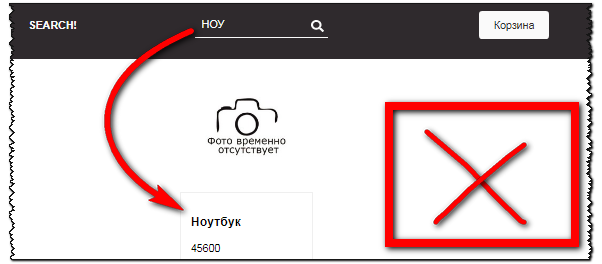 SEARCH!
НОУ
Корзина
Фото временно
отсутствует
Ноутбук
45600